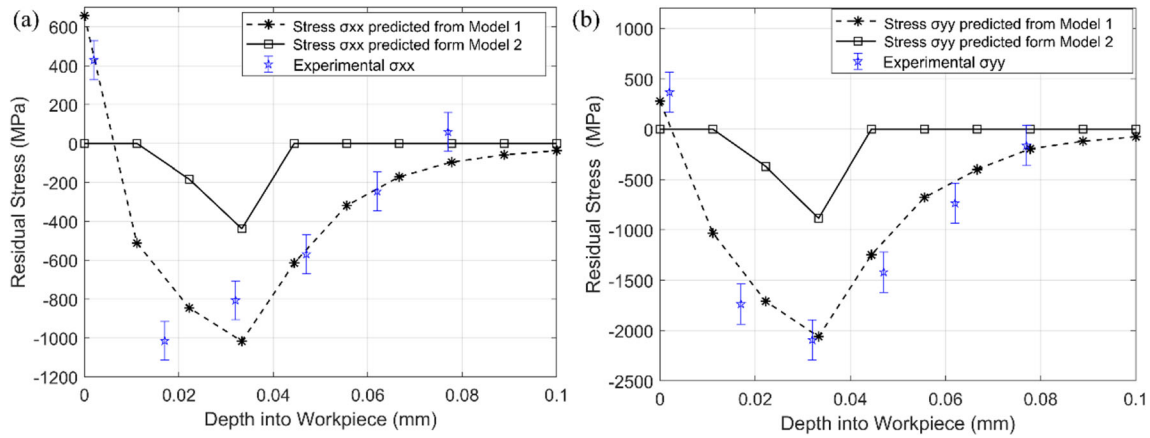 (a)
Stress σxx predicted from Model 1
Stress σxx predicted form Model 2
Experimental σxx
600
400
200
0
-200
-400
-600
-800
-1000
-1200
Residual Stress (MPa)
0 0.02 0.04 0.06 0.08 0.1
Depth into Workpiece (mm)
(b)
Stress σyy predicted from Model 1
Stress σyy predicted form Model 2
Experimental σyy
1000
500
0
-500
-1000
-1500
-2000
-2500
Residual Stress (MPa)
0 0.02 0.04 0.06 0.08 0.1
Depth into Workpiece (mm)